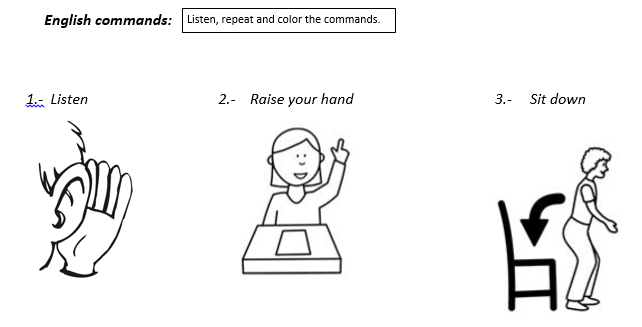 English commands: Listen, repeat and color the commands.
1.- Listen 2.- Raise your hand 3.- Sit down